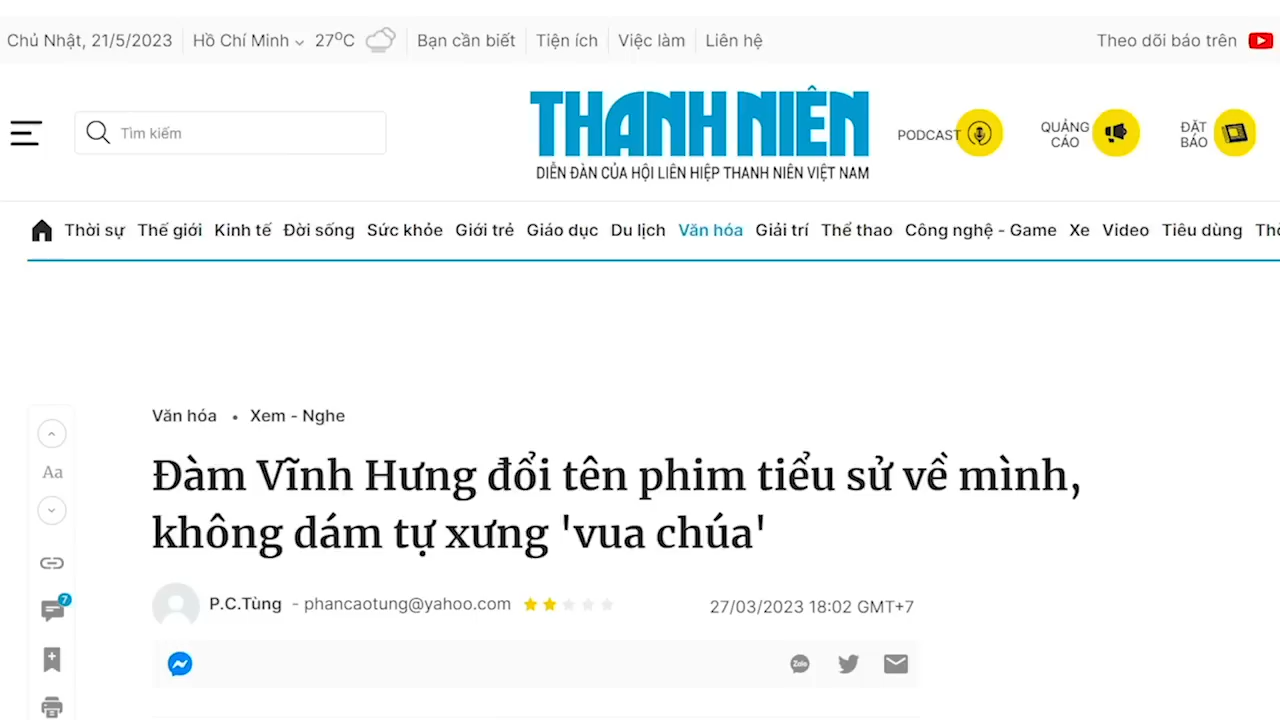 Chủ Nhật, 21/5/2023 Hồ Chí Minh 27°C Bạn cần biết Tiện ích Việc làm Liên hệ Theo dõi báo trên
Tìm kiếm
THANH NIÊN
DIỄN ĐÀN CỦA HỘI LIÊN HIỆP THANH NIÊN VIỆT NAM
PODCAST
QUẢNG
CÁO
ĐẶT
BÁO
Thời sự Thế giới Kinh tế Đời sống Sức khỏe Giới trẻ Giáo dục Du lịch Văn hóa Giải trí Thể thao Công nghệ - Game Xe Video Tiêu dùng
Văn hóa • Xem - Nghe
Aa
Đàm Vĩnh Hưng đổi tên phim tiểu sử về mình,
không dám tự xưng 'vua chúa'
7
P.C.Tùng - phancaotung@yahoo.com 27/03/2023 18:02 GMT+7
Zalo